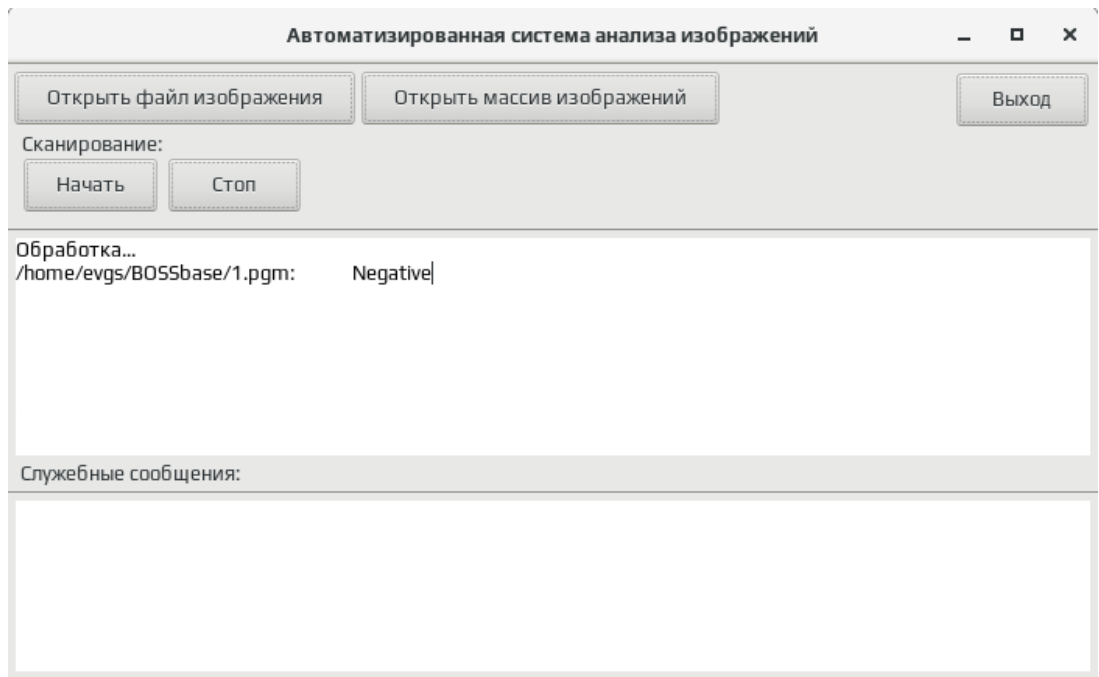 Автоматизированная система анализа изображений
Открыть файл изображения Открыть массив изображений Выход
Сканирование:
Начать Стоп
Обработка...
/home/evgs/BOSSbase/1.pgm: Negative
Служебные сообщения: